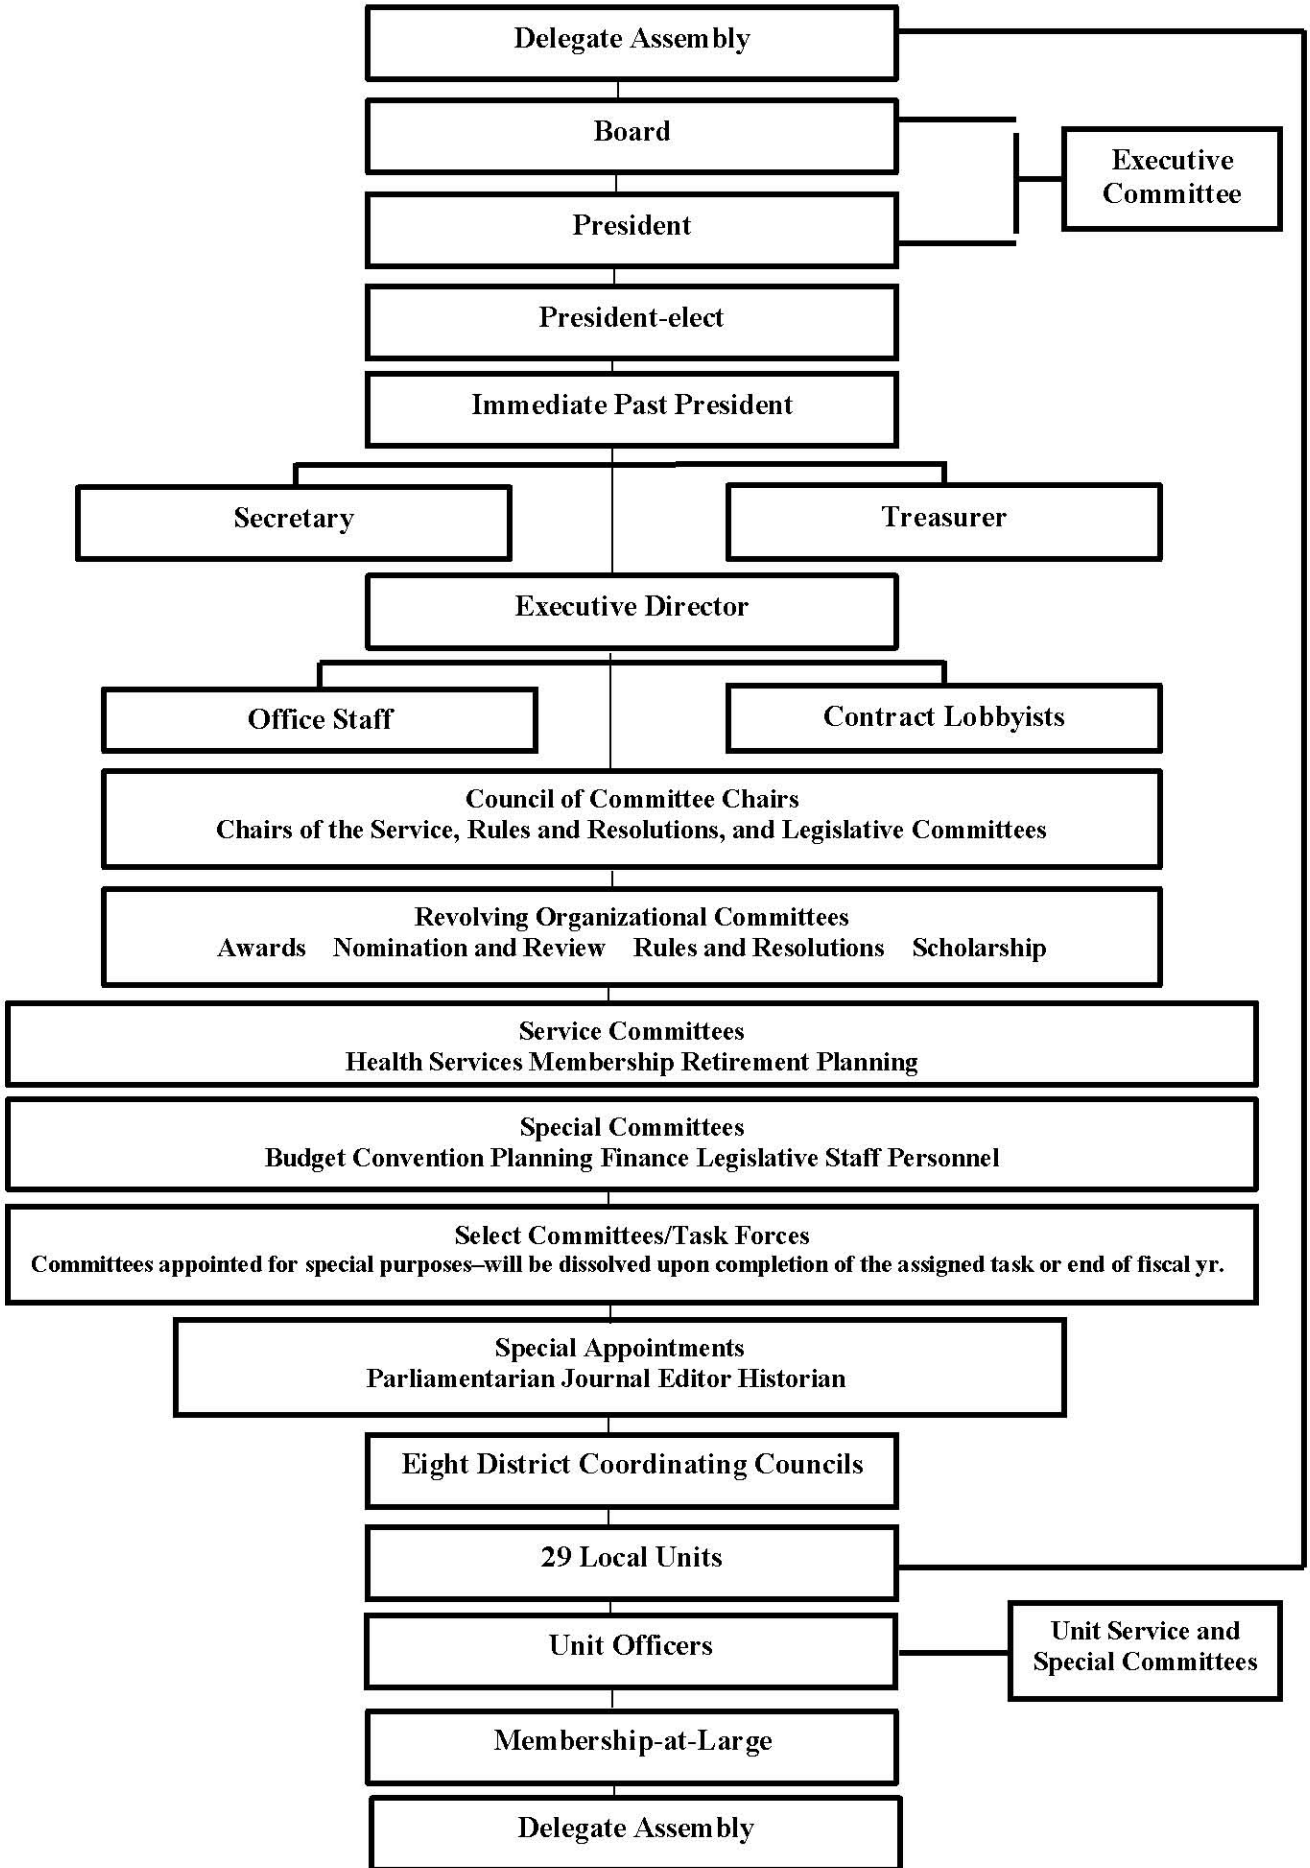 Delegate Assembly
Board
Executive
Committee
President
President-elect
Immediate Past President
Secretary
Treasurer
Executive Director
Office Staff
Contract Lobbyists
Council of Committee Chairs
Chairs of the Service, Rules and Resolutions, and Legislative Committees
Revolving Organizational Committees
Awards Nomination and Review Rules and Resolutions Scholarship
Service Committees
Health Services Membership Retirement Planning
Special Committees
Budget Convention Planning Finance Legislative Staff Personnel
Select Committees/Task Forces
Committees appointed for special purposes–will be dissolved upon completion of the assigned task or end of fiscal yr.
Special Appointments
Parliamentarian Journal Editor Historian
Eight District Coordinating Councils
29 Local Units
Unit Officers
Unit Service and
Special Committees
Membership-at-Large
Delegate Assembly